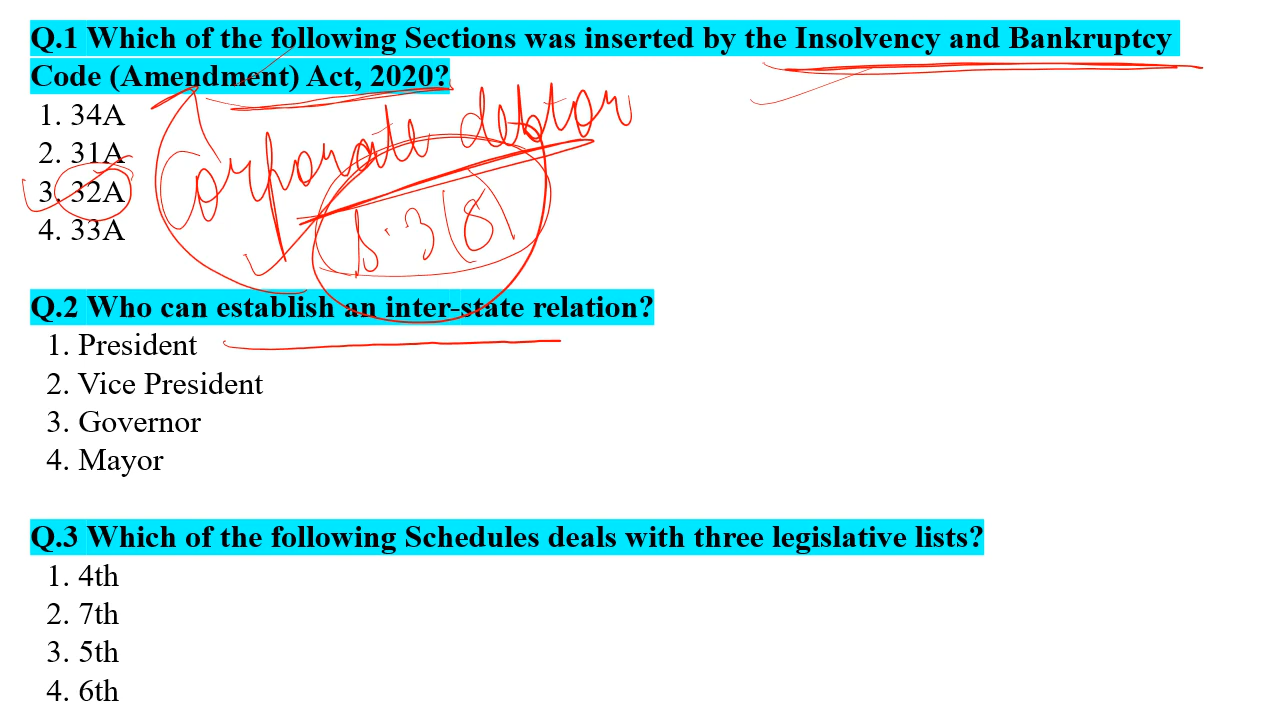 Q.1 Which of the following Sections was inserted by the Insolvency and Bankruptcy
Code (Amendment) Act, 2020?
1. 34A
2. 31A
3. 32A
4. 33A
Corporate debtor
S.3(8)
Q.2 Who can establish an inter-state relation?
1. President
2. Vice President
3. Governor
4. Mayor
Q.3 Which of the following Schedules deals with three legislative lists?
1. 4th
2. 7th
3. 5th
4. 6th